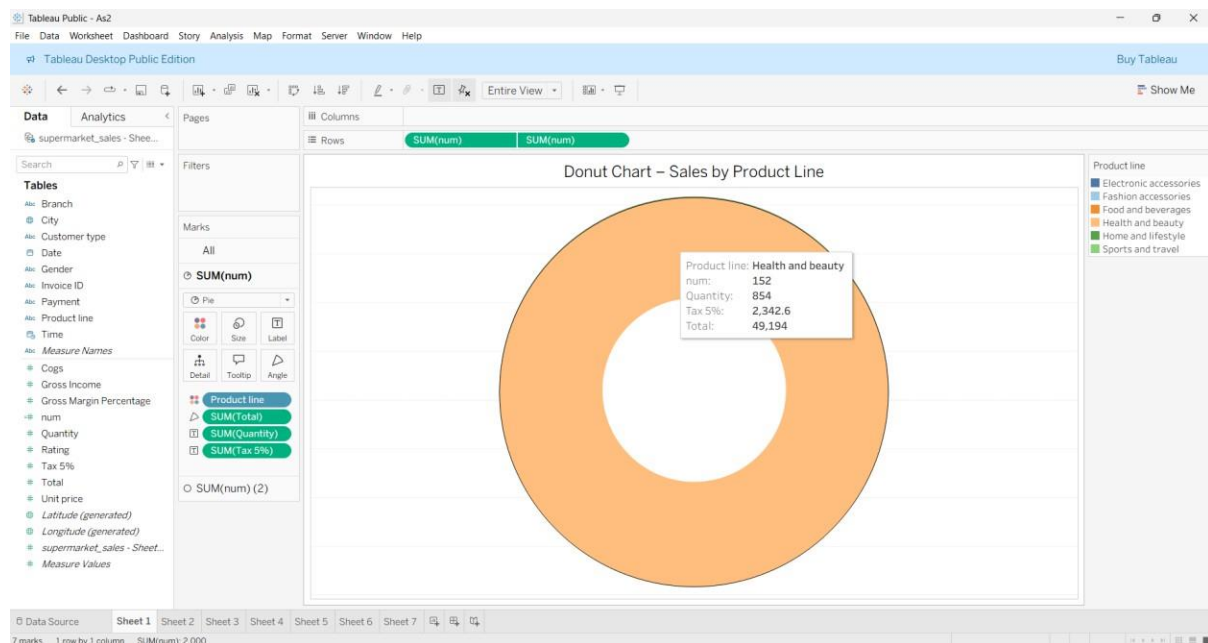 Tableau Public - As2
File Data Worksheet Dashboard Story Analysis Map Format Server Window Help
Tableau Desktop Public Edition
Buy Tableau
Entire View
Show Me
Data
Analytics
Pages
Columns
supermarket_sales - Shee...
Rows
SUM(num)
SUM(num)
Search
Tables
Abc Branch
City
Abc Customer type
Date
Abc Gender
Abc Invoice ID
Abc Payment
Abc Product line
Time
Abc Measure Names
# Cogs
# Gross Income
# Gross Margin Percentage
=# num
# Quantity
# Rating
# Tax 5%
# Total
# Unit price
Latitude (generated)
Longitude (generated)
# supermarket_sales - Sheet...
# Measure Values
Filters
Marks
All
SUM(num)
Pie
Color
Size
Label
Detail
Tooltip
Angle
Product line
SUM(Total)
SUM(Quantity)
SUM(Tax 5%)
SUM(num) (2)
Donut Chart – Sales by Product Line
Product line: Health and beauty
num: 152
Quantity: 854
Tax 5%: 2,342.6
Total: 49,194
Product line
Electronic accessories
Fashion accessories
Food and beverages
Health and beauty
Home and lifestyle
Sports and travel
Data Source
Sheet 1
Sheet 2
Sheet 3
Sheet 4
Sheet 5
Sheet 6
Sheet 7
7 marks 1 row by 1 column SUM(num): 2,000